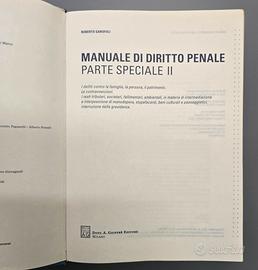 ROBERTO GAROFOLI
MANUALE DI DIRITTO PENALE
PARTE SPECIALE II
I delitti contro la famiglia, la persona, il patrimonio.
Le contravvenzioni.
I reati tributari, societari, fallimentari, ambientali, in materia di intermediazione
e interposizione di manodopera, stupefacenti, beni culturali e paesaggistici,
interruzione della gravidanza.
DOTT. A. GIUFFRÈ EDITORE
MILANO
subito